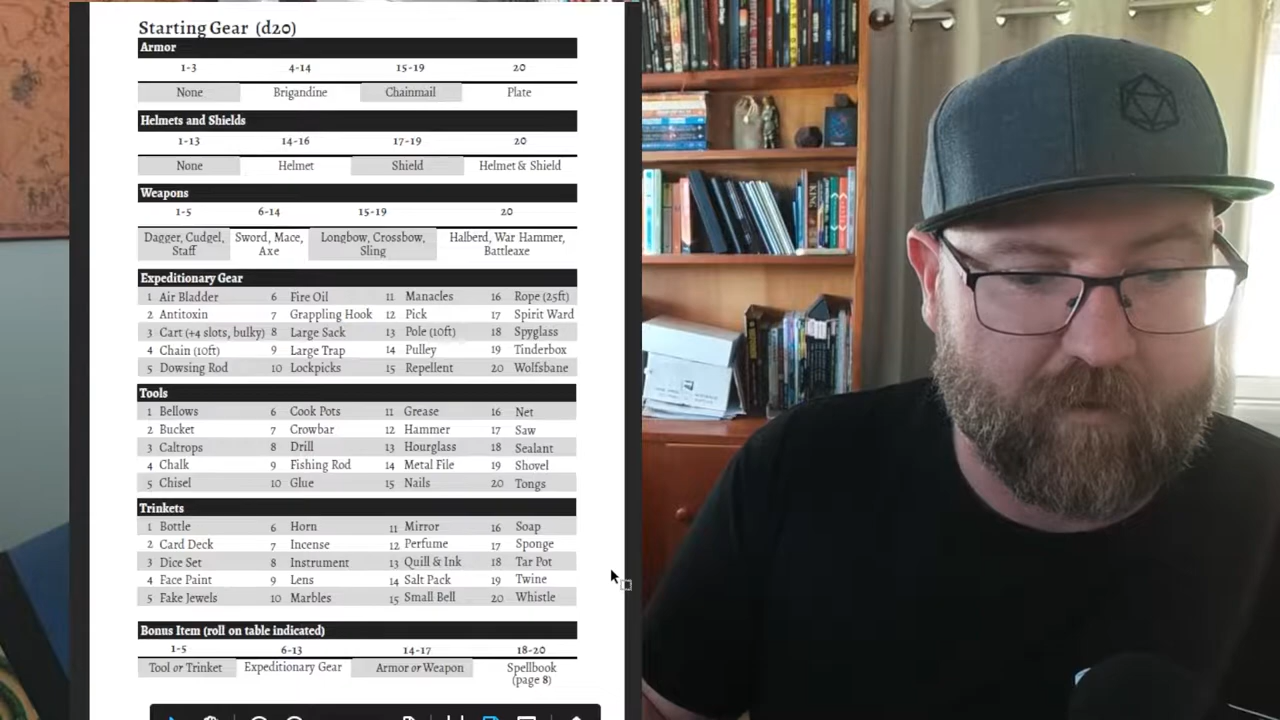 Starting Gear (d20)
Armor
1-3 4-14 15-19 20
None Brigandine Chainmail Plate
Helmets and Shields
1-13 14-16 17-19 20
None Helmet Shield Helmet & Shield
Weapons
1-5 6-14 15-19 20
Dagger, Cudgel, Sword, Mace, Longbow, Crossbow, Halberd, War Hammer,
Staff Axe Sling Battleaxe
Expeditionary Gear
1 Air Bladder 6 Fire Oil 11 Manacles 16 Rope (25ft)
2 Antitoxin 7 Grappling Hook 12 Pick 17 Spirit Ward
3 Cart (+4 slots, bulky) 8 Large Sack 13 Pole (10ft) 18 Spyglass
4 Chain (10ft) 9 Large Trap 14 Pulley 19 Tinderbox
5 Dowsing Rod 10 Lockpicks 15 Repellent 20 Wolfsbane
Tools
1 Bellows 6 Cook Pots 11 Grease 16 Net
2 Bucket 7 Crowbar 12 Hammer 17 Saw
3 Caltrops 8 Drill 13 Hourglass 18 Sealant
4 Chalk 9 Fishing Rod 14 Metal File 19 Shovel
5 Chisel 10 Glue 15 Nails 20 Tongs
Trinkets
1 Bottle 6 Horn 11 Mirror 16 Soap
2 Card Deck 7 Incense 12 Perfume 17 Sponge
3 Dice Set 8 Instrument 13 Quill & Ink 18 Tar Pot
4 Face Paint 9 Lens 14 Salt Pack 19 Twine
5 Fake Jewels 10 Marbles 15 Small Bell 20 Whistle
Bonus Item (roll on table indicated)
1-5 6-13 14-17 18-20
Tool or Trinket Expeditionary Gear Armor or Weapon Spellbook
(page 8)
KING